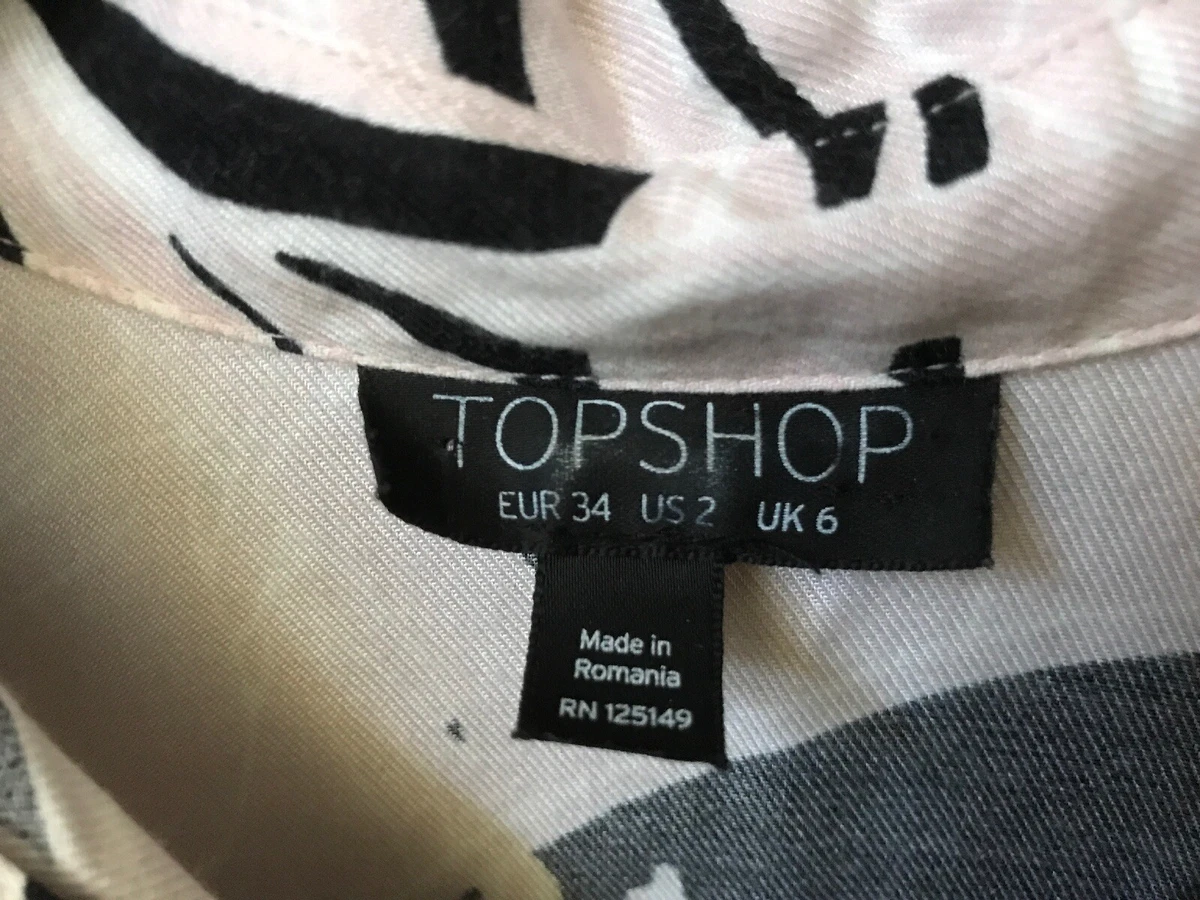 TOPSHOP
EUR 34 US 2 UK 6
Made in
Romania
RN 125149